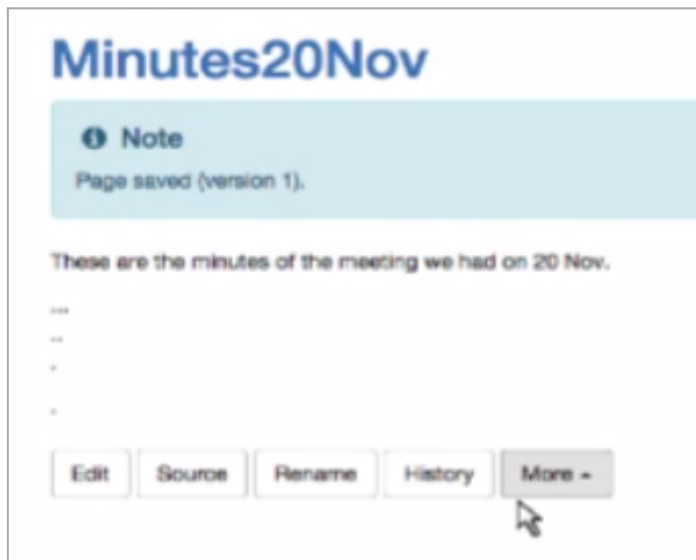 Minutes20Nov
Note
Page saved (version 1).
These are the minutes of the meeting we had on 20 Nov.
...
..
.
.
Edit Source Rename History More